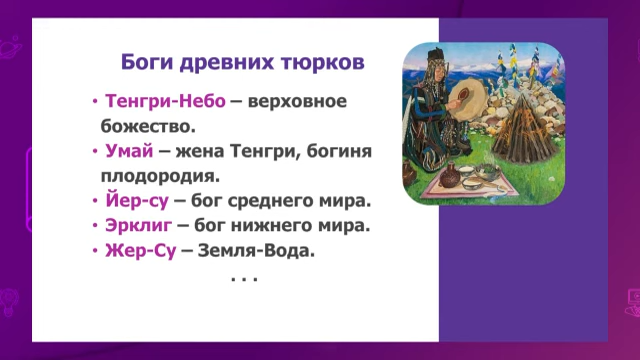 Боги древних тюрков
• Тенгри-Небо – верховное
божество.
• Умай – жена Тенгри, богиня
плодородия.
• Йер-су – бог среднего мира.
• Эрклиг – бог нижнего мира.
• Жер-Су – Земля-Вода.
. . .